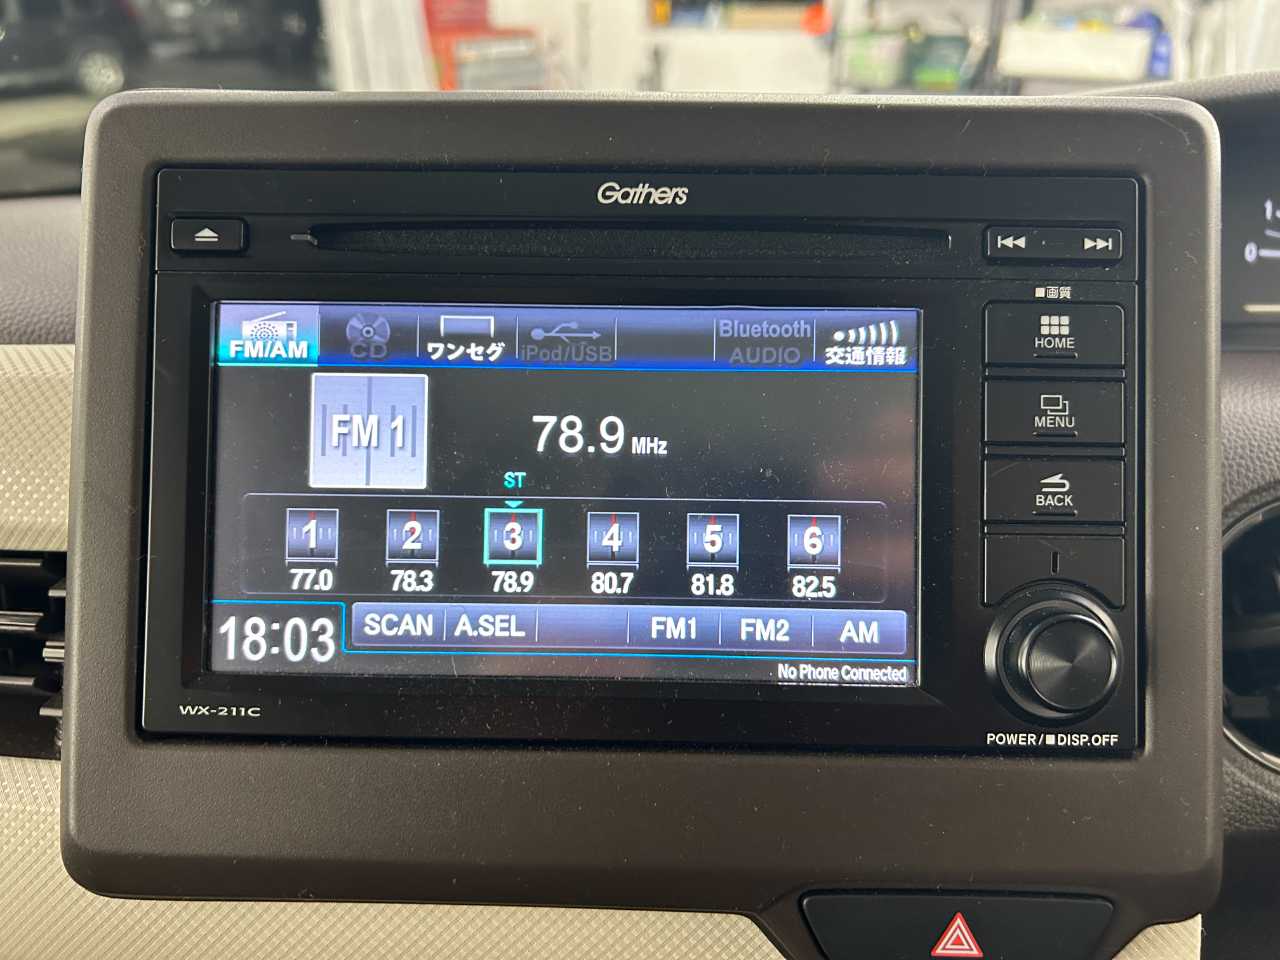 Gathers
■画質
FM/AM
CD
ワンセグ
iPod/USB
Bluetooth
AUDIO
交通情報
HOME
FM 1
78.9 MHz
MENU
ST
BACK
1 2 3 4 5 6
77.0 78.3 78.9 80.7 81.8 82.5
18:03
SCAN A.SEL FM1 FM2 AM
No Phone Connected
WX-211C
POWER/■DISP.OFF
1
0